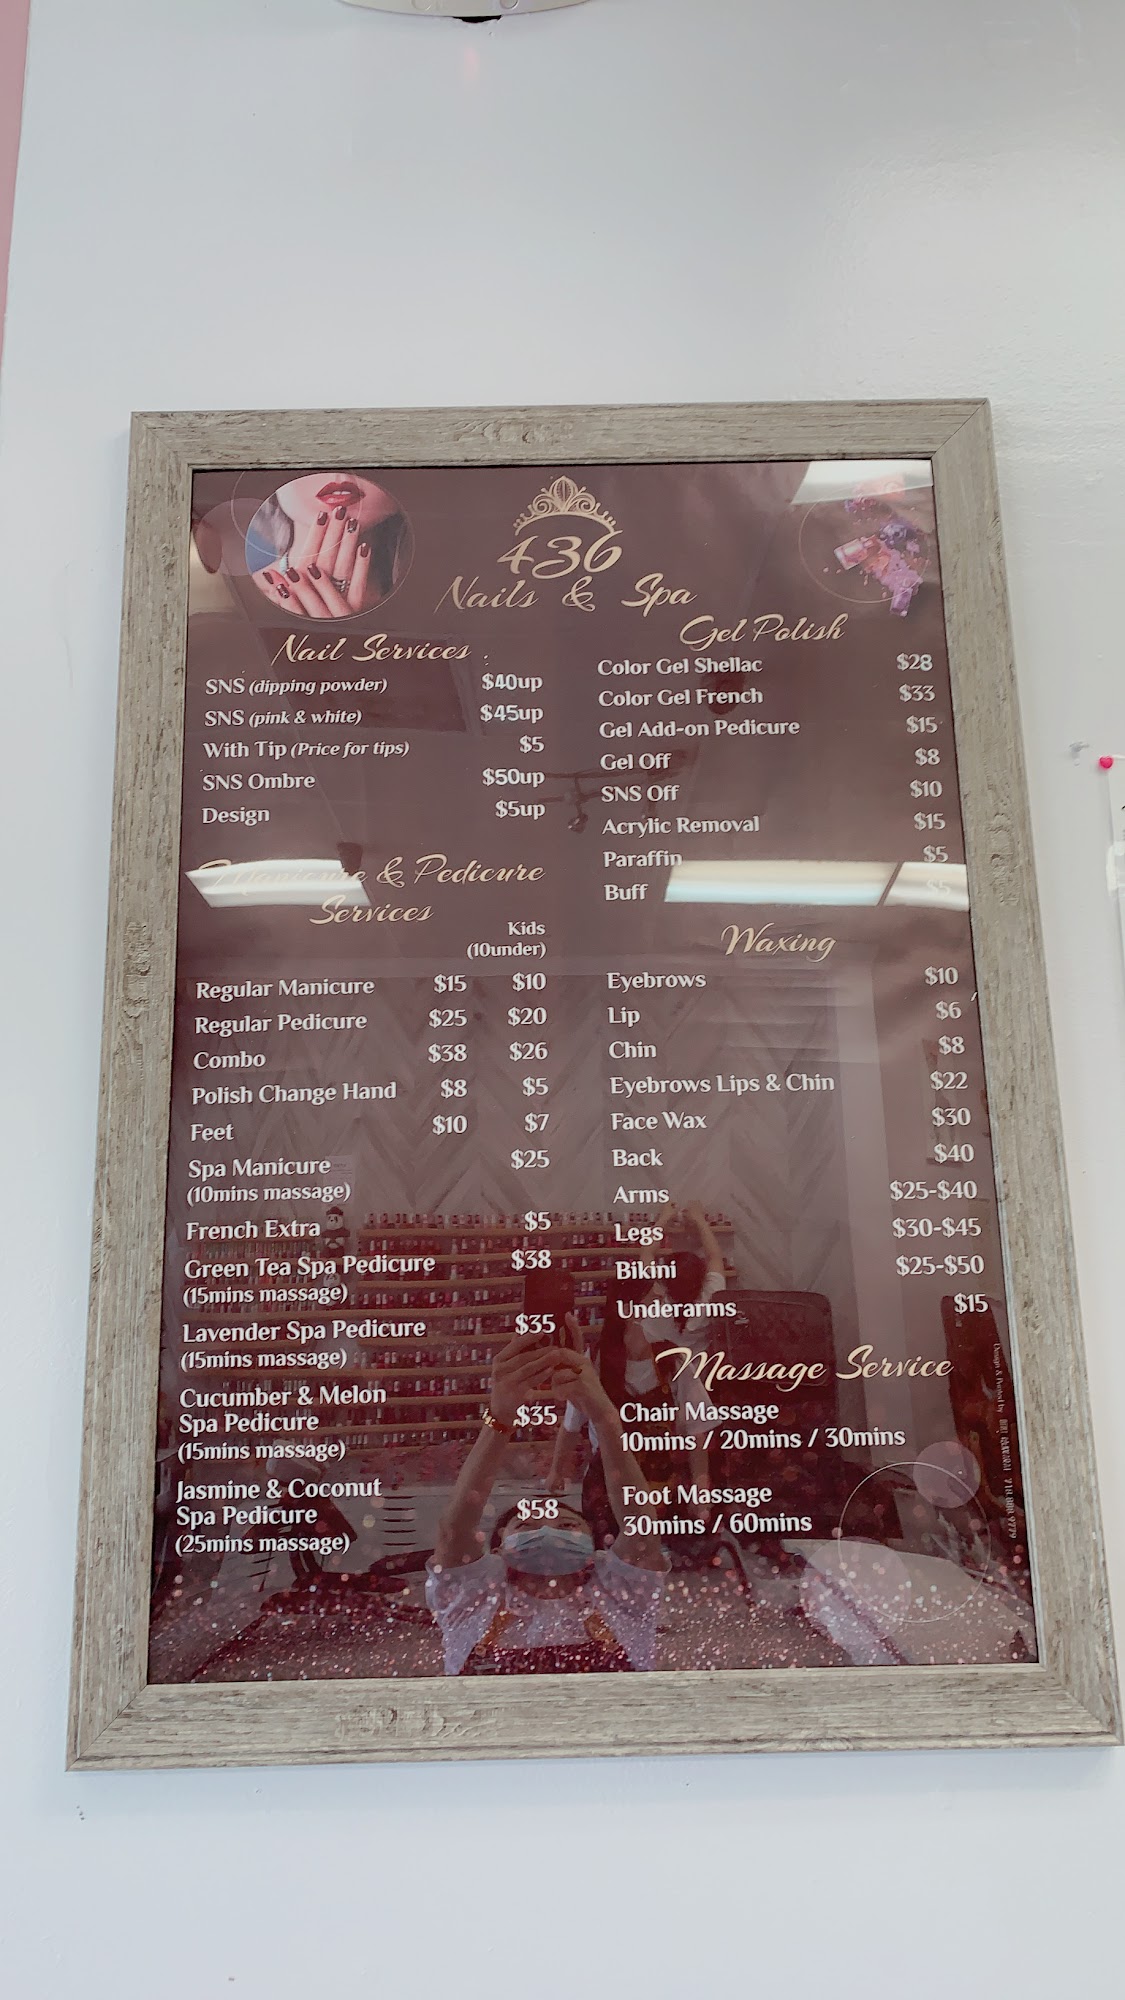 436
Nails & Spa
Nail Services
SNS (dipping powder) $40up
SNS (pink & white) $45up
With Tip (Price for tips) $5
SNS Ombre $50up
Design $5up
Manicure & Pedicure
Services
Kids
(10under)
Regular Manicure $15 $10
Regular Pedicure $25 $20
Combo $38 $26
Polish Change Hand $8 $5
Feet $10 $7
Spa Manicure $25
(10mins massage)
French Extra $5
Green Tea Spa Pedicure $38
(15mins massage)
Lavender Spa Pedicure $35
(15mins massage)
Cucumber & Melon
Spa Pedicure $35
(15mins massage)
Jasmine & Coconut
Spa Pedicure $58
(25mins massage)
Gel Polish
Color Gel Shellac $28
Color Gel French $33
Gel Add-on Pedicure $15
Gel Off $8
SNS Off $10
Acrylic Removal $15
Paraffin $5
Buff $5
Waxing
Eyebrows $10
Lip $6
Chin $8
Eyebrows Lips & Chin $22
Face Wax $30
Back $40
Arms $25-$40
Legs $30-$45
Bikini $25-$50
Underarms $15
Massage Service
Chair Massage
10mins / 20mins / 30mins
Foot Massage
30mins / 60mins
Design & Printed by